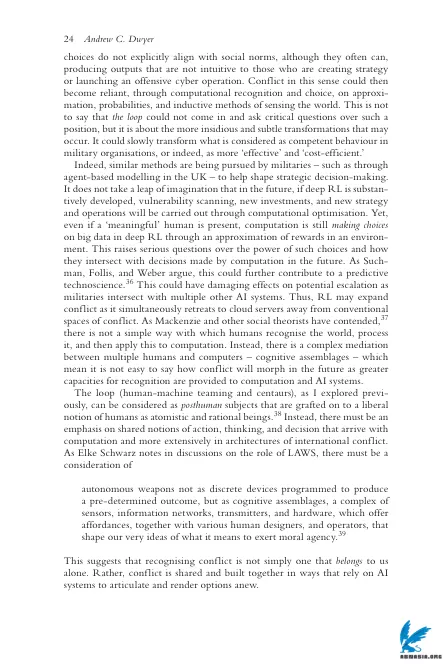 24 Andrew C. Dwyer
choices do not explicitly align with social norms, although they often can,
producing outputs that are not intuitive to those who are creating strategy
or launching an offensive cyber operation. Conflict in this sense could then
become reliant, through computational recognition and choice, on approxi-
mation, probabilities, and inductive methods of sensing the world. This is not
to say that the loop could not come in and ask critical questions over such a
position, but it is about the more insidious and subtle transformations that may
occur. It could slowly transform what is considered as competent behaviour in
military organisations, or indeed, as more ‘effective’ and ‘cost-efficient.’
Indeed, similar methods are being pursued by militaries – such as through
agent-based modelling in the UK – to help shape strategic decision-making.
It does not take a leap of imagination that in the future, if deep RL is substan-
tively developed, vulnerability scanning, new investments, and new strategy
and operations will be carried out through computational optimisation. Yet,
even if a ‘meaningful’ human is present, computation is still making choices
on big data in deep RL through an approximation of rewards in an environ-
ment. This raises serious questions over the power of such choices and how
they intersect with decisions made by computation in the future. As Such-
man, Follis, and Weber argue, this could further contribute to a predictive
technoscience.36 This could have damaging effects on potential escalation as
militaries intersect with multiple other AI systems. Thus, RL may expand
conflict as it simultaneously retreats to cloud servers away from conventional
spaces of conflict. As Mackenzie and other social theorists have contended,37
there is not a simple way with which humans recognise the world, process
it, and then apply this to computation. Instead, there is a complex mediation
between multiple humans and computers – cognitive assemblages – which
mean it is not easy to say how conflict will morph in the future as greater
capacities for recognition are provided to computation and AI systems.
The loop (human-machine teaming and centaurs), as I explored previ-
ously, can be considered as posthuman subjects that are grafted on to a liberal
notion of humans as atomistic and rational beings.38 Instead, there must be an
emphasis on shared notions of action, thinking, and decision that arrive with
computation and more extensively in architectures of international conflict.
As Elke Schwarz notes in discussions on the role of LAWS, there must be a
consideration of
autonomous weapons not as discrete devices programmed to produce
a pre-determined outcome, but as cognitive assemblages, a complex of
sensors, information networks, transmitters, and hardware, which offer
affordances, together with various human designers, and operators, that
shape our very ideas of what it means to exert moral agency.39
This suggests that recognising conflict is not simply one that belongs to us
alone. Rather, conflict is shared and built together in ways that rely on AI
systems to articulate and render options anew.